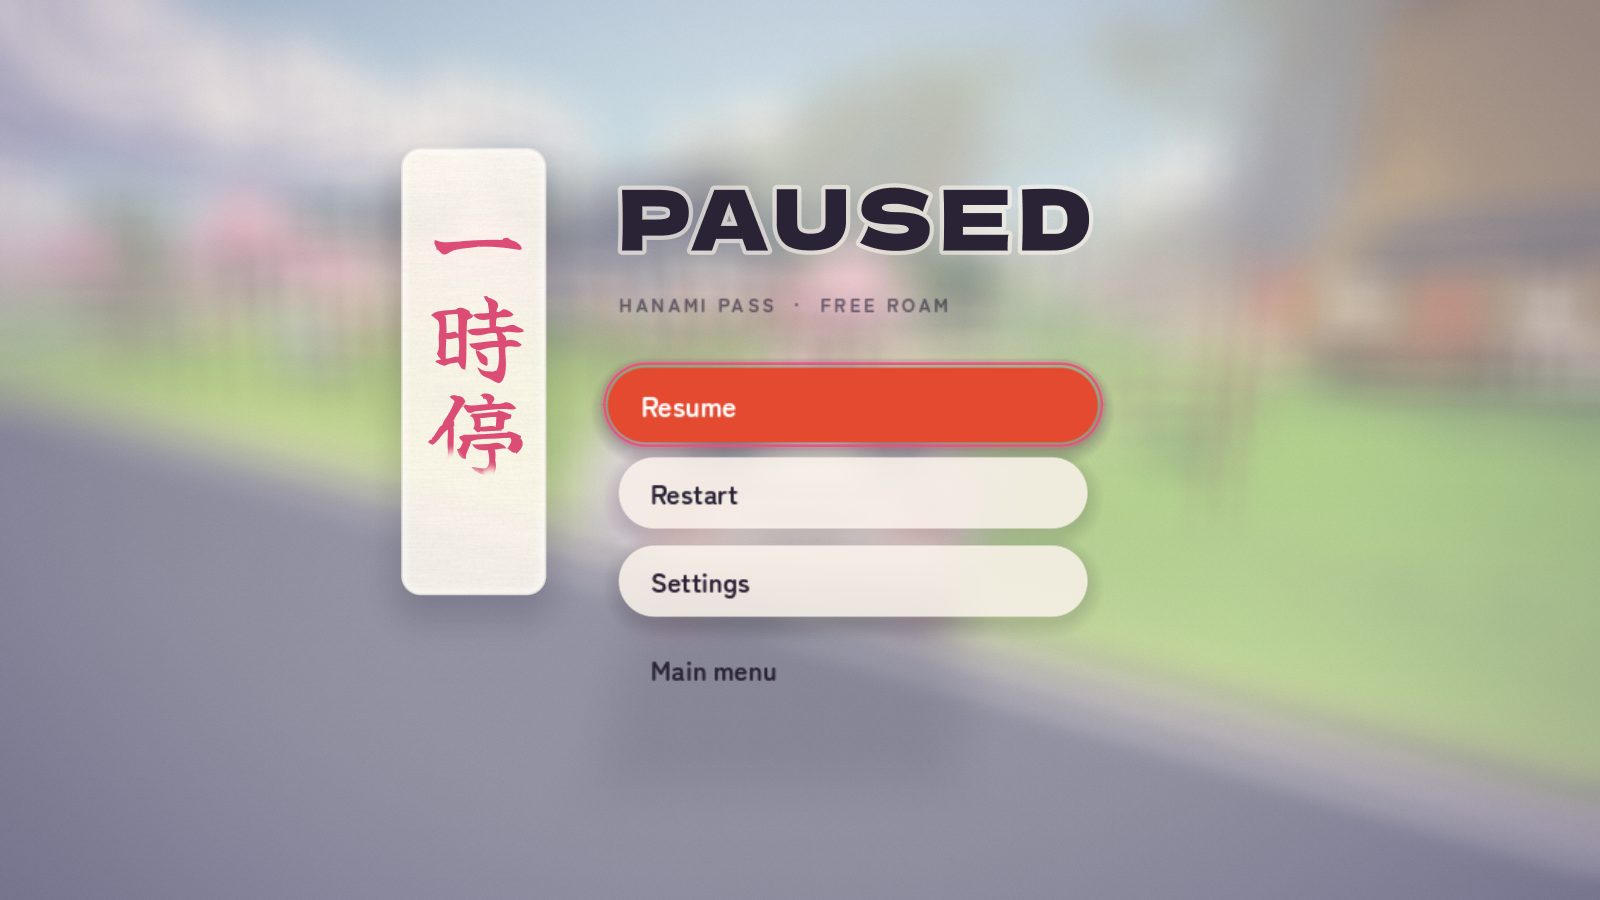 一時停
PAUSED
HANAMI PASS · FREE ROAM
Resume
Restart
Settings
Main menu